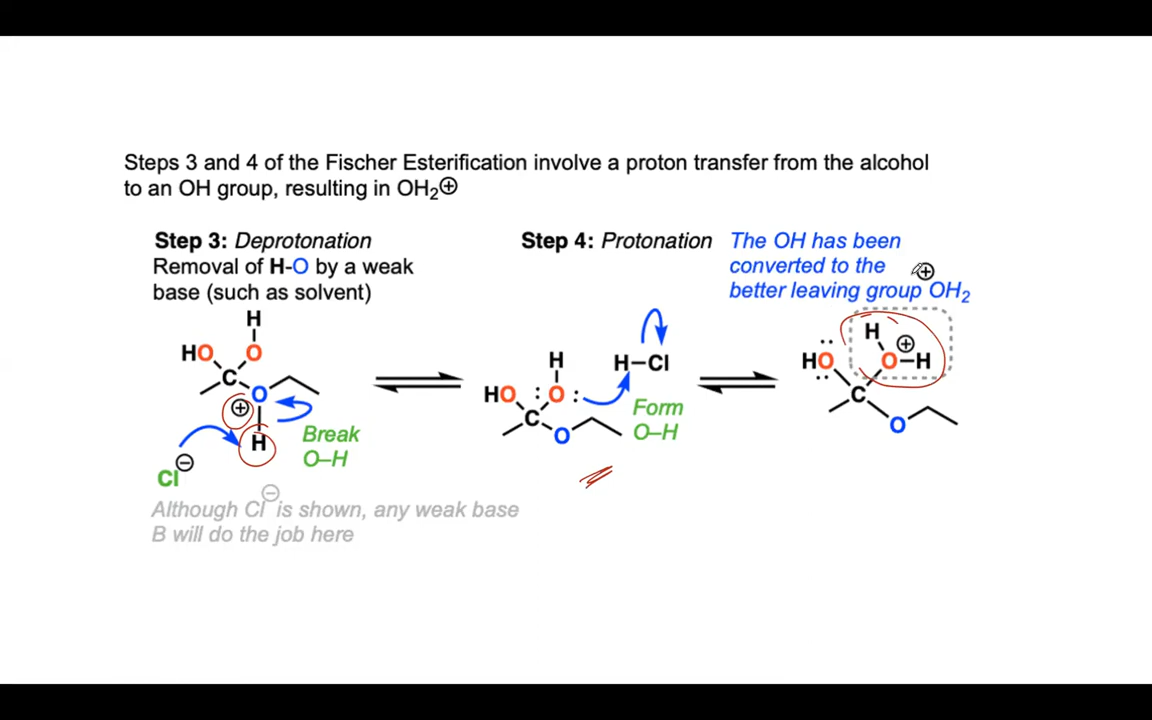 Steps 3 and 4 of the Fischer Esterification involve a proton transfer from the alcohol
to an OH group, resulting in OH₂⊕
Step 3: Deprotonation
Removal of H-O by a weak
base (such as solvent)
Step 4: Protonation
The OH has been
converted to the
better leaving group OH₂⊕
H
HO
O
C
O
⊕
H
Break
O–H
Cl⊖
H
HO
:O:
C
O
H–Cl
Form
O–H
H
HO
O–H
⊕
C
O
Although Cl⊖ is shown, any weak base
B will do the job here